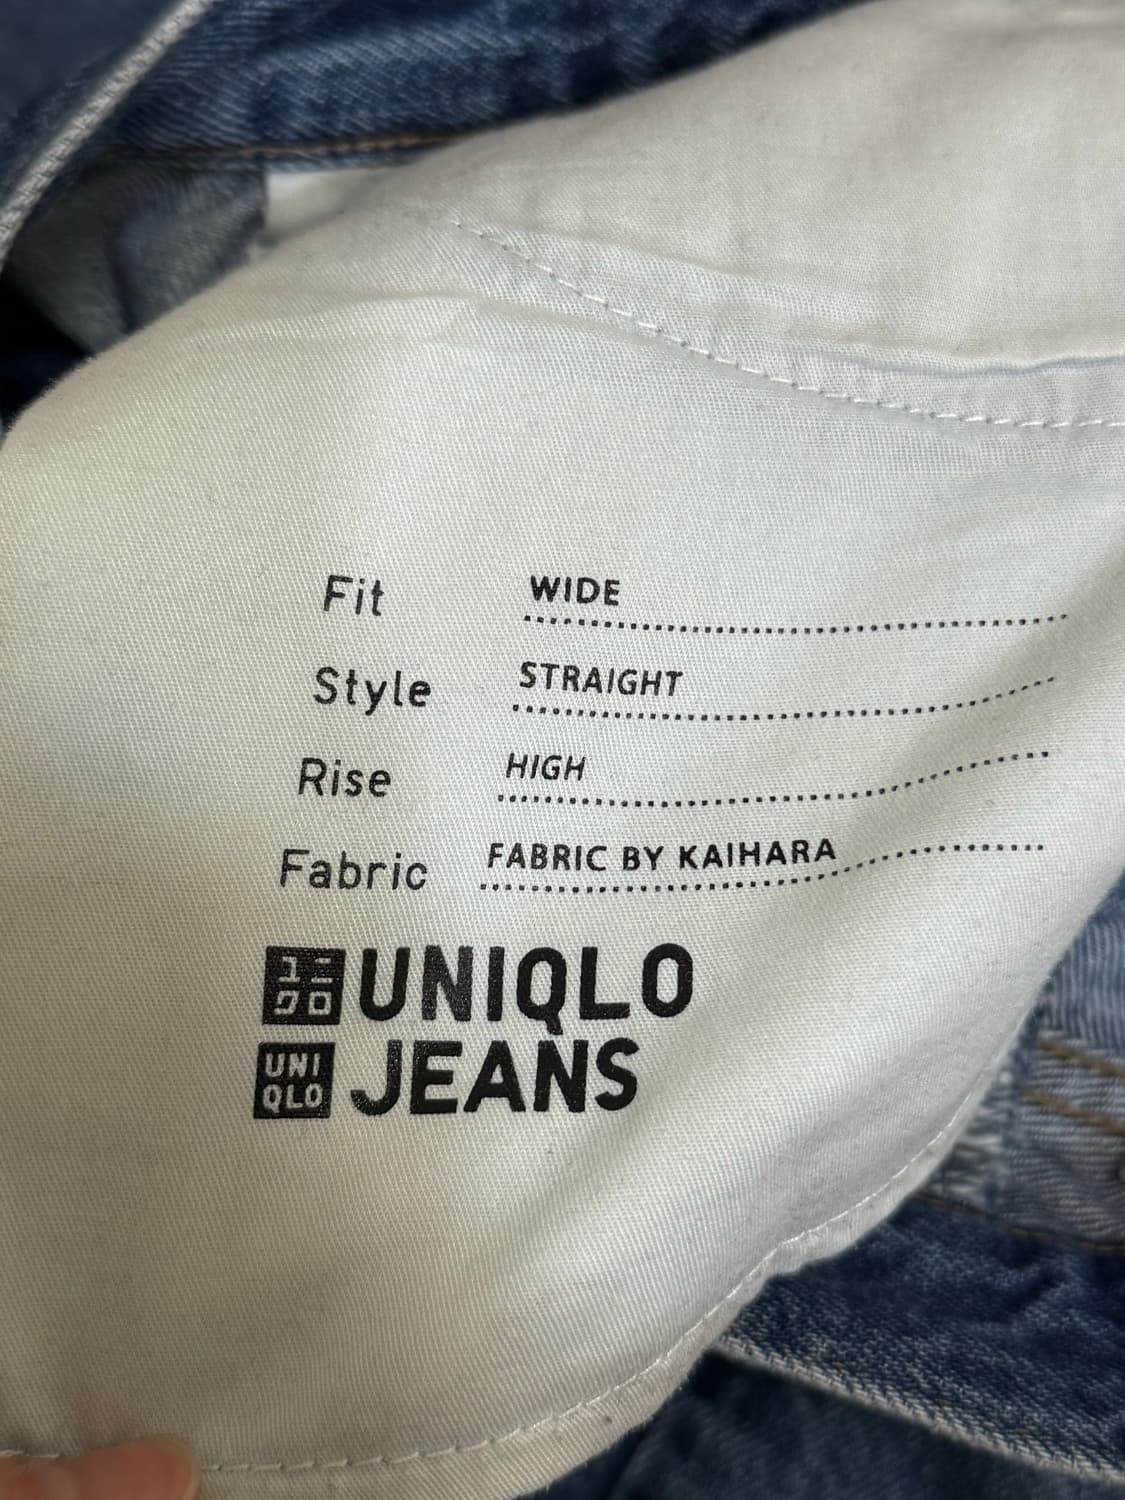 Fit WIDE
Style STRAIGHT
Rise HIGH
Fabric FABRIC BY KAIHARA
ユニ
クロ
UNIQLO
UNI
QLO
JEANS